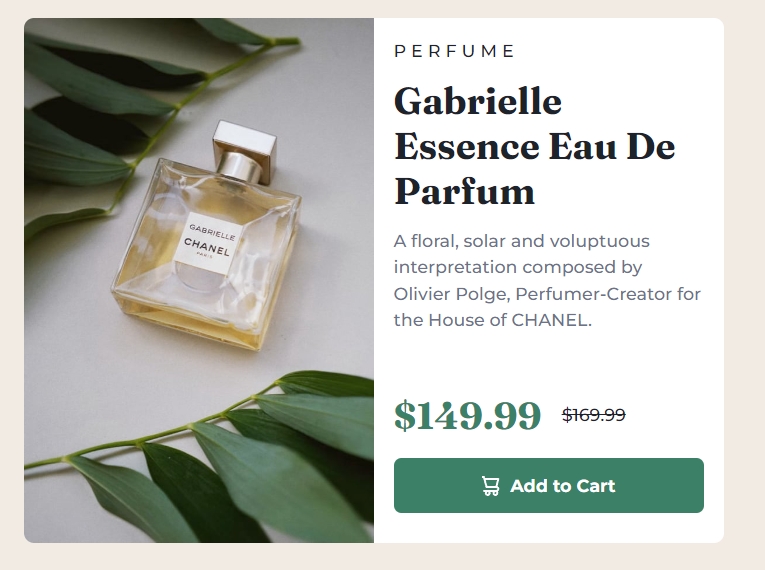 GABRIELLE
CHANEL
PARIS
PERFUME
Gabrielle
Essence Eau De
Parfum
A floral, solar and voluptuous
interpretation composed by
Olivier Polge, Perfumer-Creator for
the House of CHANEL.
$149.99 $169.99
Add to Cart